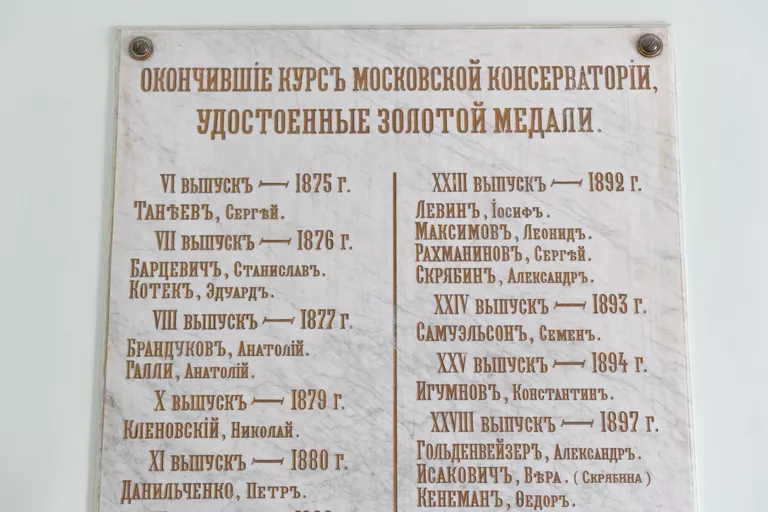 ОКОНЧИВШІЕ КУРСЪ МОСКОВСКОЙ КОНСЕРВАТОРІИ,
УДОСТОЕННЫЕ ЗОЛОТОЙ МЕДАЛИ.
VI ВЫПУСКЪ — 1875 Г.
ТАНѢЕВЪ, СЕРГѢЙ.
VII ВЫПУСКЪ — 1876 Г.
БАРЦЕВИЧЪ, СТАНИСЛАВЪ.
КОТЕКЪ, ЭДУАРДЪ.
VIII ВЫПУСКЪ — 1877 Г.
БРАНДУКОВЪ, АНАТОЛІЙ.
ГАЛЛИ, АНАТОЛІЙ.
X ВЫПУСКЪ — 1879 Г.
КЛЕНОВСКІЙ, НИКОЛАЙ.
XI ВЫПУСКЪ — 1880 Г.
ДАНИЛЬЧЕНКО, ПЕТРЪ.
XXIII ВЫПУСКЪ — 1892 Г.
ЛЕВИНЪ, ІОСИФЪ.
МАКСИМОВЪ, ЛЕОНИДЪ.
РАХМАНИНОВЪ, СЕРГѢЙ.
СКРЯБИНЪ, АЛЕКСАНДРЪ.
XXIV ВЫПУСКЪ — 1893 Г.
САМУЭЛЬСОНЪ, СЕМЕНЪ.
XXV ВЫПУСКЪ — 1894 Г.
ИГУМНОВЪ, КОНСТАНТИНЪ.
XXVIII ВЫПУСКЪ — 1897 Г.
ГОЛЬДЕНВЕЙЗЕРЪ, АЛЕКСАНДРЪ.
ИСАКОВИЧЪ, ВѢРА. (СКРЯБИНА)
КЕНЕМАНЪ, ѲЕДОРЪ.